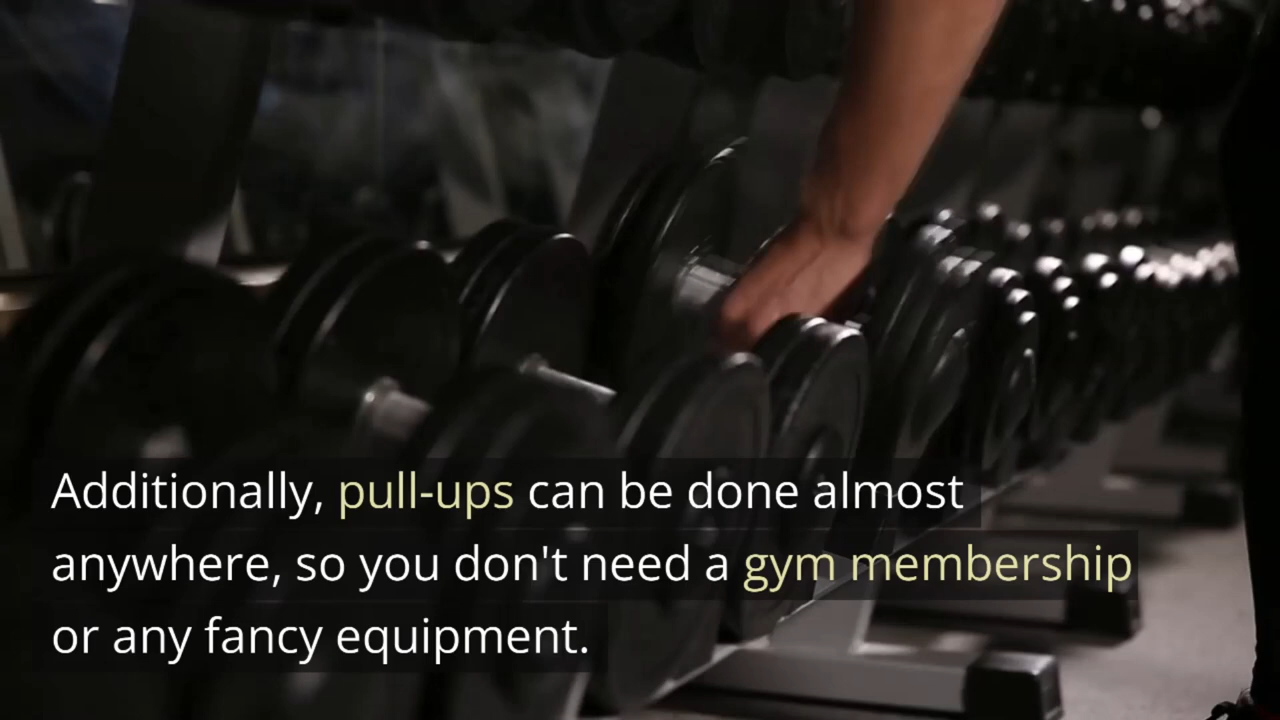 Additionally, pull-ups can be done almost
anywhere, so you don't need a gym membership
or any fancy equipment.